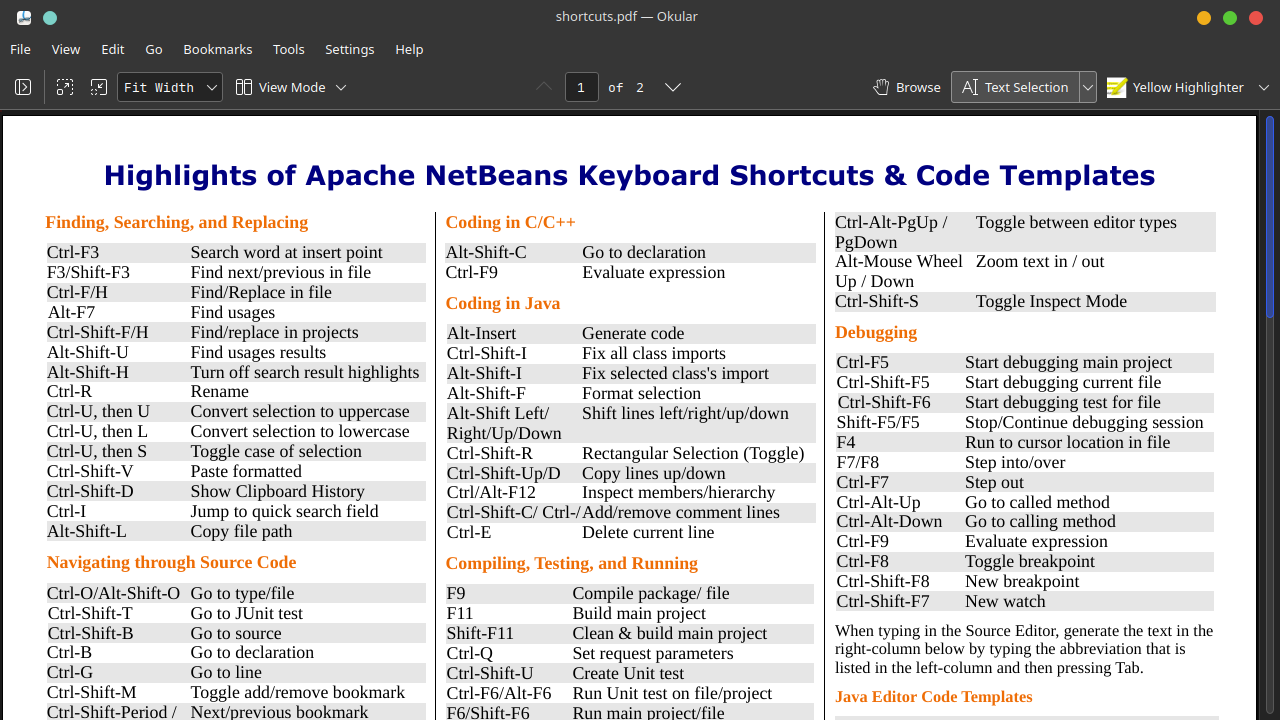 shortcuts.pdf — Okular
File View Edit Go Bookmarks Tools Settings Help
Fit Width View Mode 1 of 2 Browse Text Selection Yellow Highlighter
Highlights of Apache NetBeans Keyboard Shortcuts & Code Templates
Finding, Searching, and Replacing
Ctrl-F3 Search word at insert point
F3/Shift-F3 Find next/previous in file
Ctrl-F/H Find/Replace in file
Alt-F7 Find usages
Ctrl-Shift-F/H Find/replace in projects
Alt-Shift-U Find usages results
Alt-Shift-H Turn off search result highlights
Ctrl-R Rename
Ctrl-U, then U Convert selection to uppercase
Ctrl-U, then L Convert selection to lowercase
Ctrl-U, then S Toggle case of selection
Ctrl-Shift-V Paste formatted
Ctrl-Shift-D Show Clipboard History
Ctrl-I Jump to quick search field
Alt-Shift-L Copy file path
Navigating through Source Code
Ctrl-O/Alt-Shift-O Go to type/file
Ctrl-Shift-T Go to JUnit test
Ctrl-Shift-B Go to source
Ctrl-B Go to declaration
Ctrl-G Go to line
Ctrl-Shift-M Toggle add/remove bookmark
Ctrl-Shift-Period / Next/previous bookmark
Coding in C/C++
Alt-Shift-C Go to declaration
Ctrl-F9 Evaluate expression
Coding in Java
Alt-Insert Generate code
Ctrl-Shift-I Fix all class imports
Alt-Shift-I Fix selected class's import
Alt-Shift-F Format selection
Alt-Shift Left/ Shift lines left/right/up/down
Right/Up/Down
Ctrl-Shift-R Rectangular Selection (Toggle)
Ctrl-Shift-Up/D Copy lines up/down
Ctrl/Alt-F12 Inspect members/hierarchy
Ctrl-Shift-C/ Ctrl-/ Add/remove comment lines
Ctrl-E Delete current line
Compiling, Testing, and Running
F9 Compile package/ file
F11 Build main project
Shift-F11 Clean & build main project
Ctrl-Q Set request parameters
Ctrl-Shift-U Create Unit test
Ctrl-F6/Alt-F6 Run Unit test on file/project
F6/Shift-F6 Run main project/file
Ctrl-Alt-PgUp / Toggle between editor types
PgDown
Alt-Mouse Wheel Zoom text in / out
Up / Down
Ctrl-Shift-S Toggle Inspect Mode
Debugging
Ctrl-F5 Start debugging main project
Ctrl-Shift-F5 Start debugging current file
Ctrl-Shift-F6 Start debugging test for file
Shift-F5/F5 Stop/Continue debugging session
F4 Run to cursor location in file
F7/F8 Step into/over
Ctrl-F7 Step out
Ctrl-Alt-Up Go to called method
Ctrl-Alt-Down Go to calling method
Ctrl-F9 Evaluate expression
Ctrl-F8 Toggle breakpoint
Ctrl-Shift-F8 New breakpoint
Ctrl-Shift-F7 New watch
When typing in the Source Editor, generate the text in the
right-column below by typing the abbreviation that is
listed in the left-column and then pressing Tab.
Java Editor Code Templates